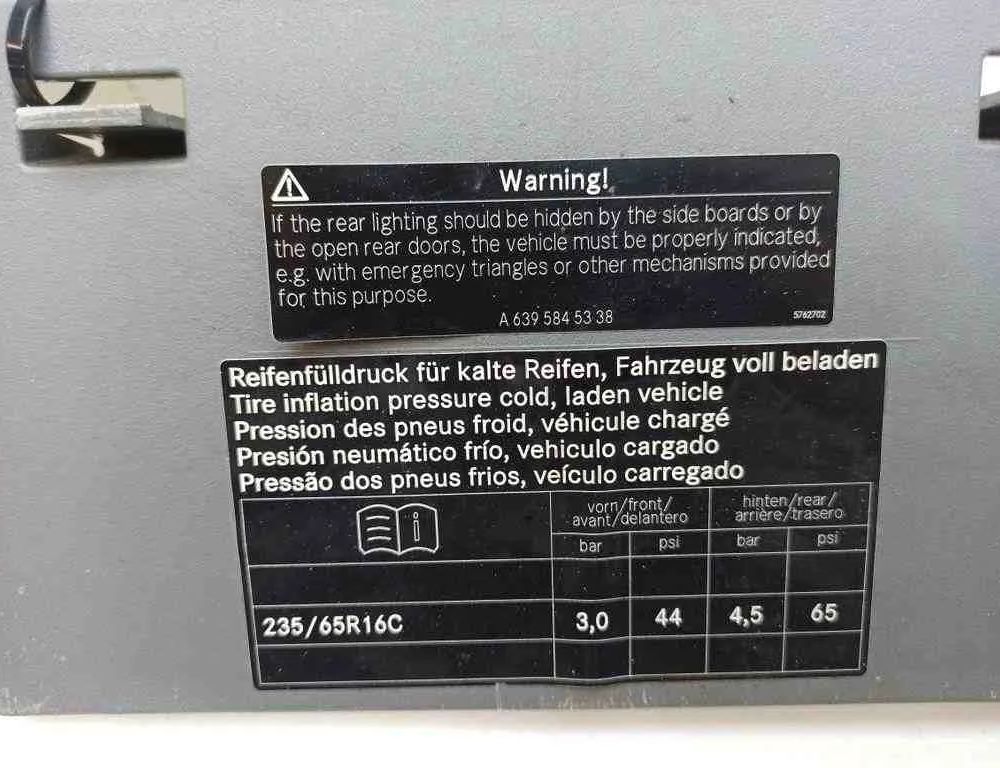 Warning!
If the rear lighting should be hidden by the side boards or by
the open rear doors, the vehicle must be properly indicated,
e.g. with emergency triangles or other mechanisms provided
for this purpose.
A 639 584 53 38
5762702
Reifenfülldruck für kalte Reifen, Fahrzeug voll beladen
Tire inflation pressure cold, laden vehicle
Pression des pneus froid, véhicule chargé
Presión neumático frío, vehiculo cargado
Pressão dos pneus frios, veículo carregado
vorn/front/ hinten/rear/
avant/delantero arrière/trasero
bar psi bar psi
235/65R16C 3,0 44 4,5 65